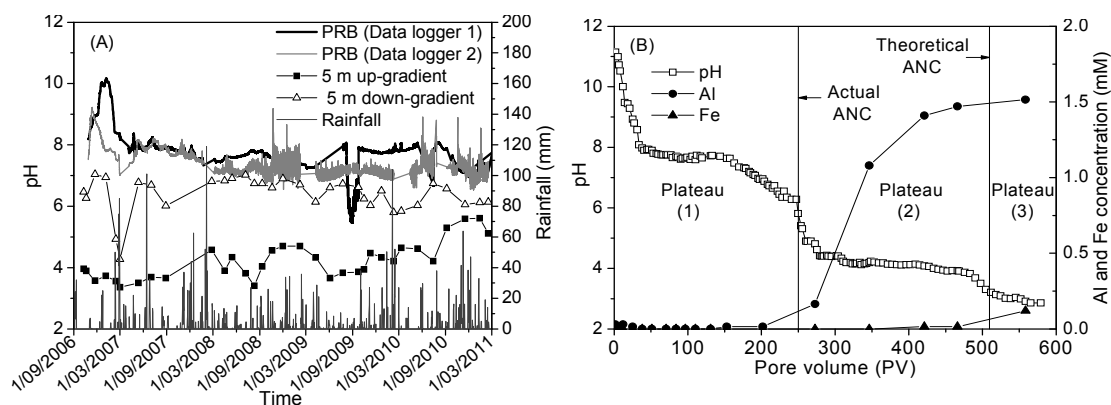 (A)
PRB (Data logger 1)
PRB (Data logger 2)
5 m up-gradient
5 m down-gradient
Rainfall
pH
12
10
8
6
4
2
Rainfall (mm)
200
180
160
140
120
100
80
60
40
20
0
1/09/2006
1/03/2007
1/09/2007
1/03/2008
1/03/2008
1/03/2009
1/09/2009
1/03/2010
1/09/2010
1/03/2011
Time
(B)
pH
Al
Fe
Theoretical
ANC
Actual
ANC
Plateau
(1)
Plateau
(2)
Plateau
(3)
pH
12
10
8
6
4
2
Al and Fe concentration (mM)
2.0
1.5
1.0
0.5
0.0
0 100 200 300 400 500 600
Pore volume (PV)